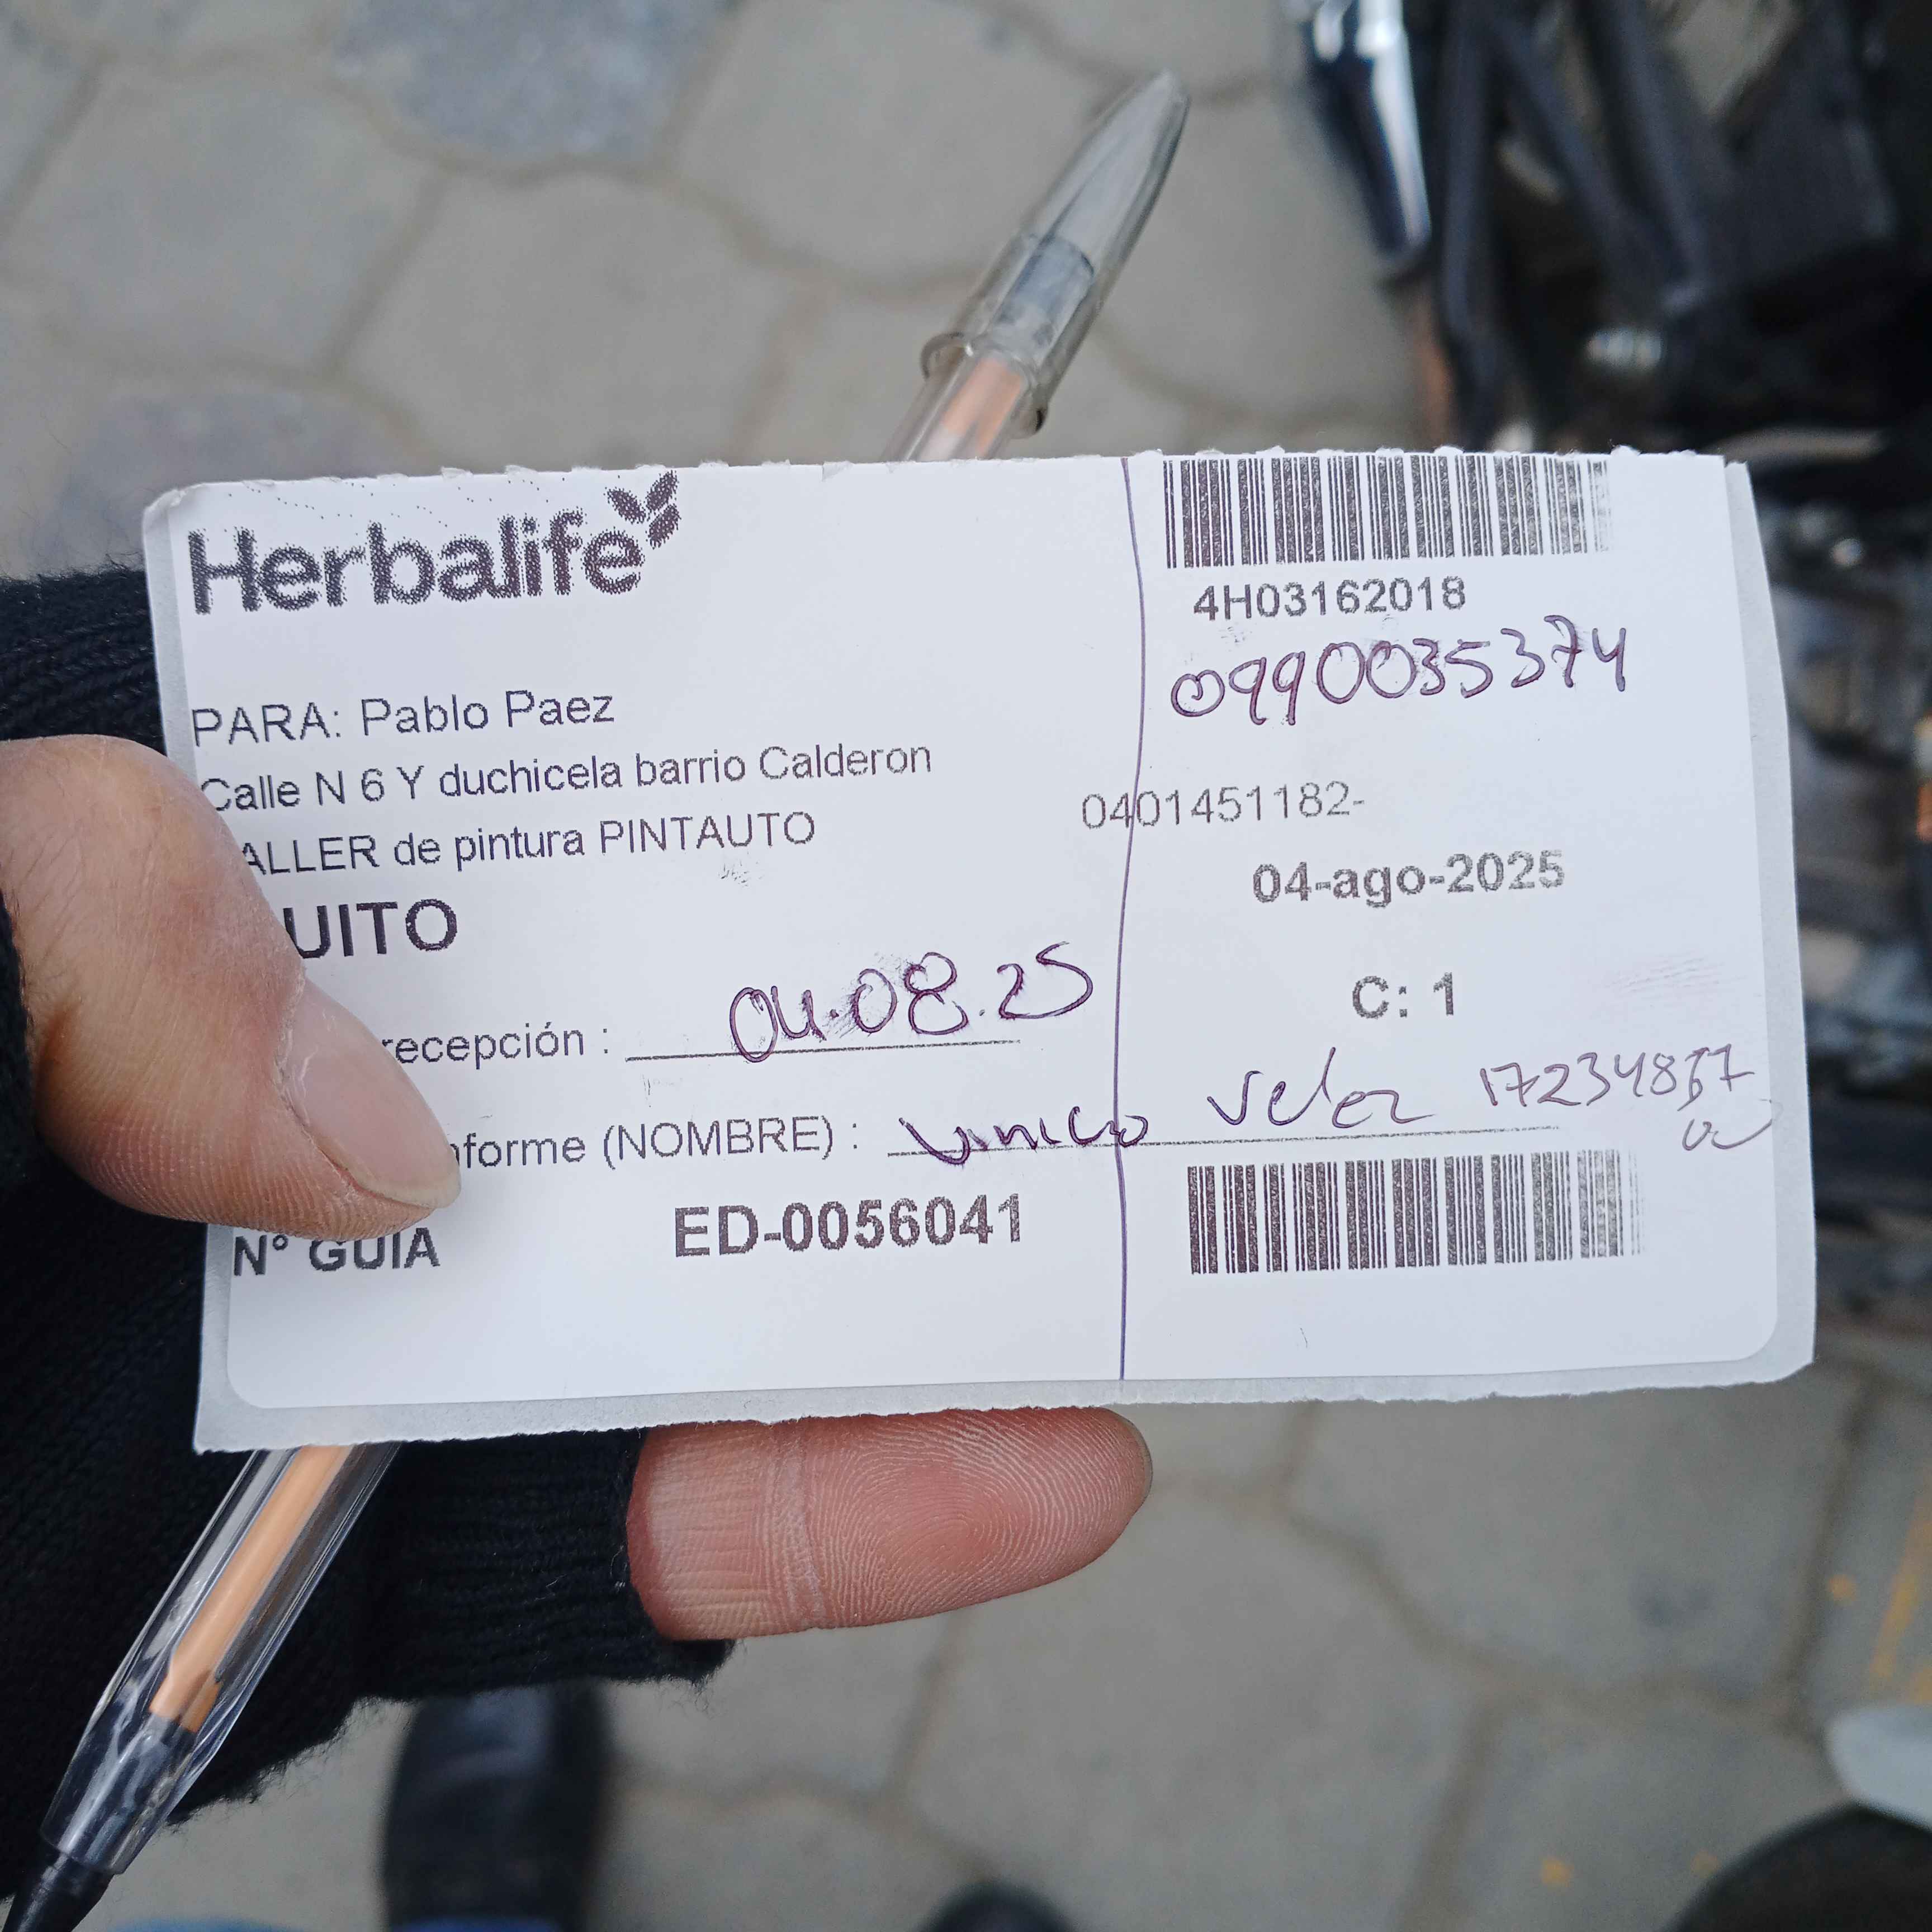 Herbalife
4H03162018
0990035374
PARA: Pablo Paez
Calle N 6 Y duchicela barrio Calderon
0401451182-
ALLER de pintura PINTAUTO
04-ago-2025
UITO
C: 1
recepción : 04.08.25
nforme (NOMBRE) : Vinicio Velez
N° GUIA ED-0056041